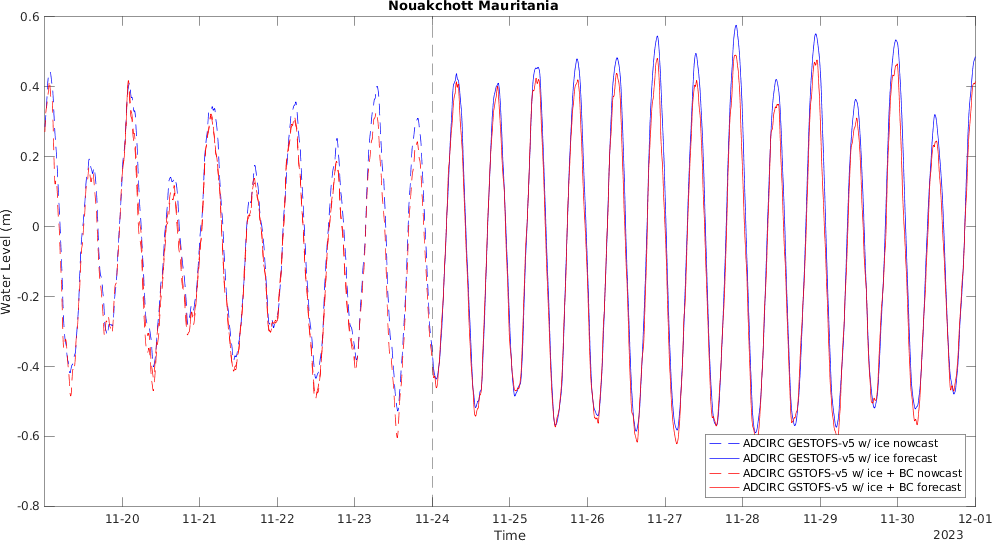 Nouakchott Mauritania
0.6
0.4
0.2
0
-0.2
-0.4
-0.6
-0.8
Water Level (m)
ADCIRC GESTOFS-v5 w/ ice nowcast
ADCIRC GESTOFS-v5 w/ ice forecast
ADCIRC GSTOFS-v5 w/ ice + BC nowcast
ADCIRC GSTOFS-v5 w/ ice + BC forecast
11-20 11-21 11-22 11-23 11-24 11-25 11-26 11-27 11-28 11-29 11-30 12-01
Time
2023